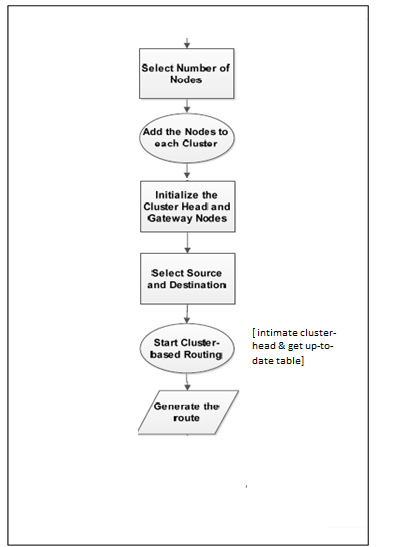 Select Number of
Nodes
Add the Nodes to
each Cluster
Initialize the
Cluster Head and
Gateway Nodes
Select Source
and Destination
Start Cluster-
based Routing
[ intimate cluster-
head & get up-to-
date table]
Generate the
route